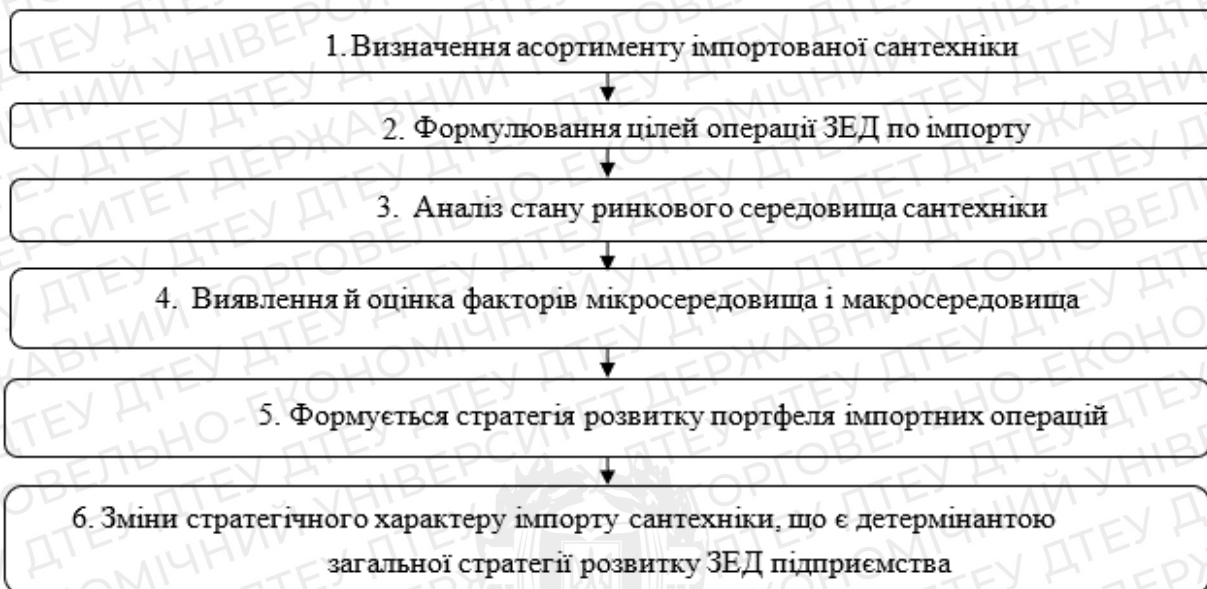 1. Визначення асортименту імпортованої сантехніки
2. Формулювання цілей операції ЗЕД по імпорту
3. Аналіз стану ринкового середовища сантехніки
4. Виявлення й оцінка факторів мікросередовища і макросередовища
5. Формується стратегія розвитку портфеля імпортних операцій
6. Зміни стратегічного характеру імпорту сантехніки, що є детермінантою
загальної стратегії розвитку ЗЕД підприємства